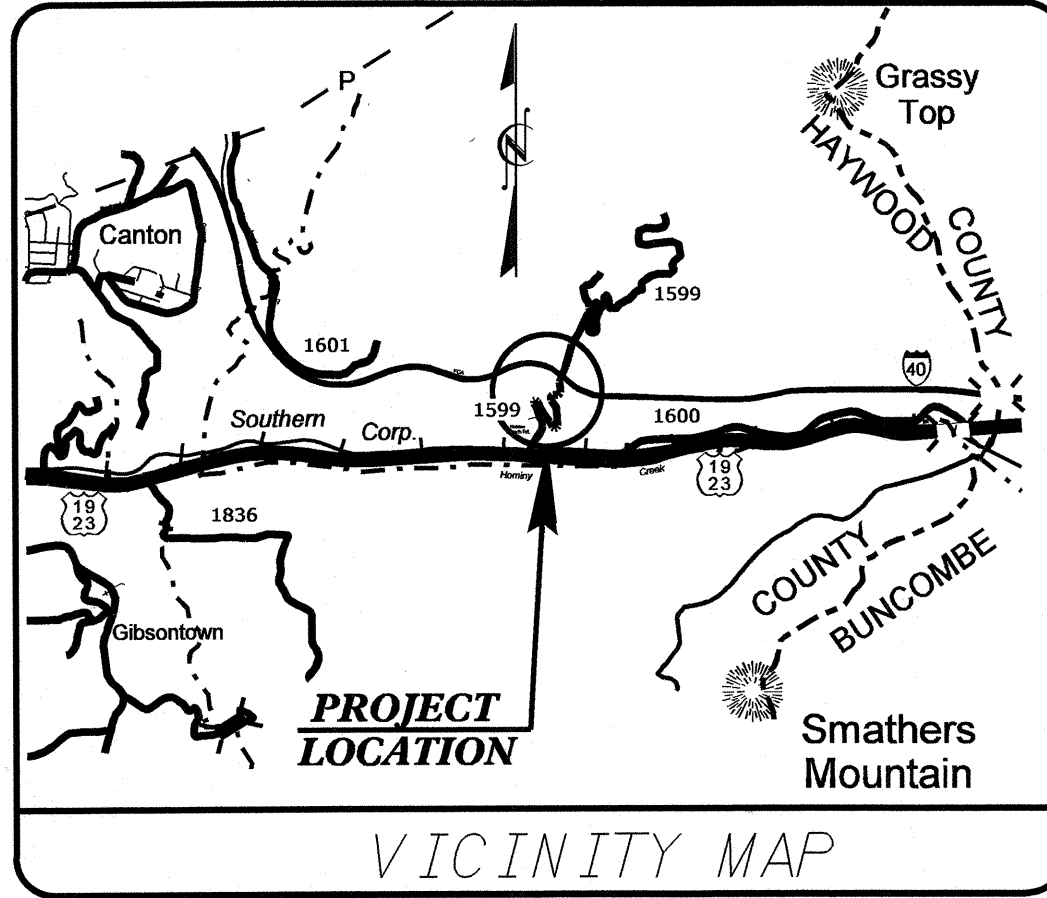 P
N
Grassy
Top
HAYWOOD
COUNTY
Canton
1599
1601
40
1599
1600
Southern
Corp.
19
23
Hominy
Creek
19
23
1836
COUNTY
BUNCOMBE
Gibsontown
PROJECT
LOCATION
Smathers
Mountain
VICINITY MAP